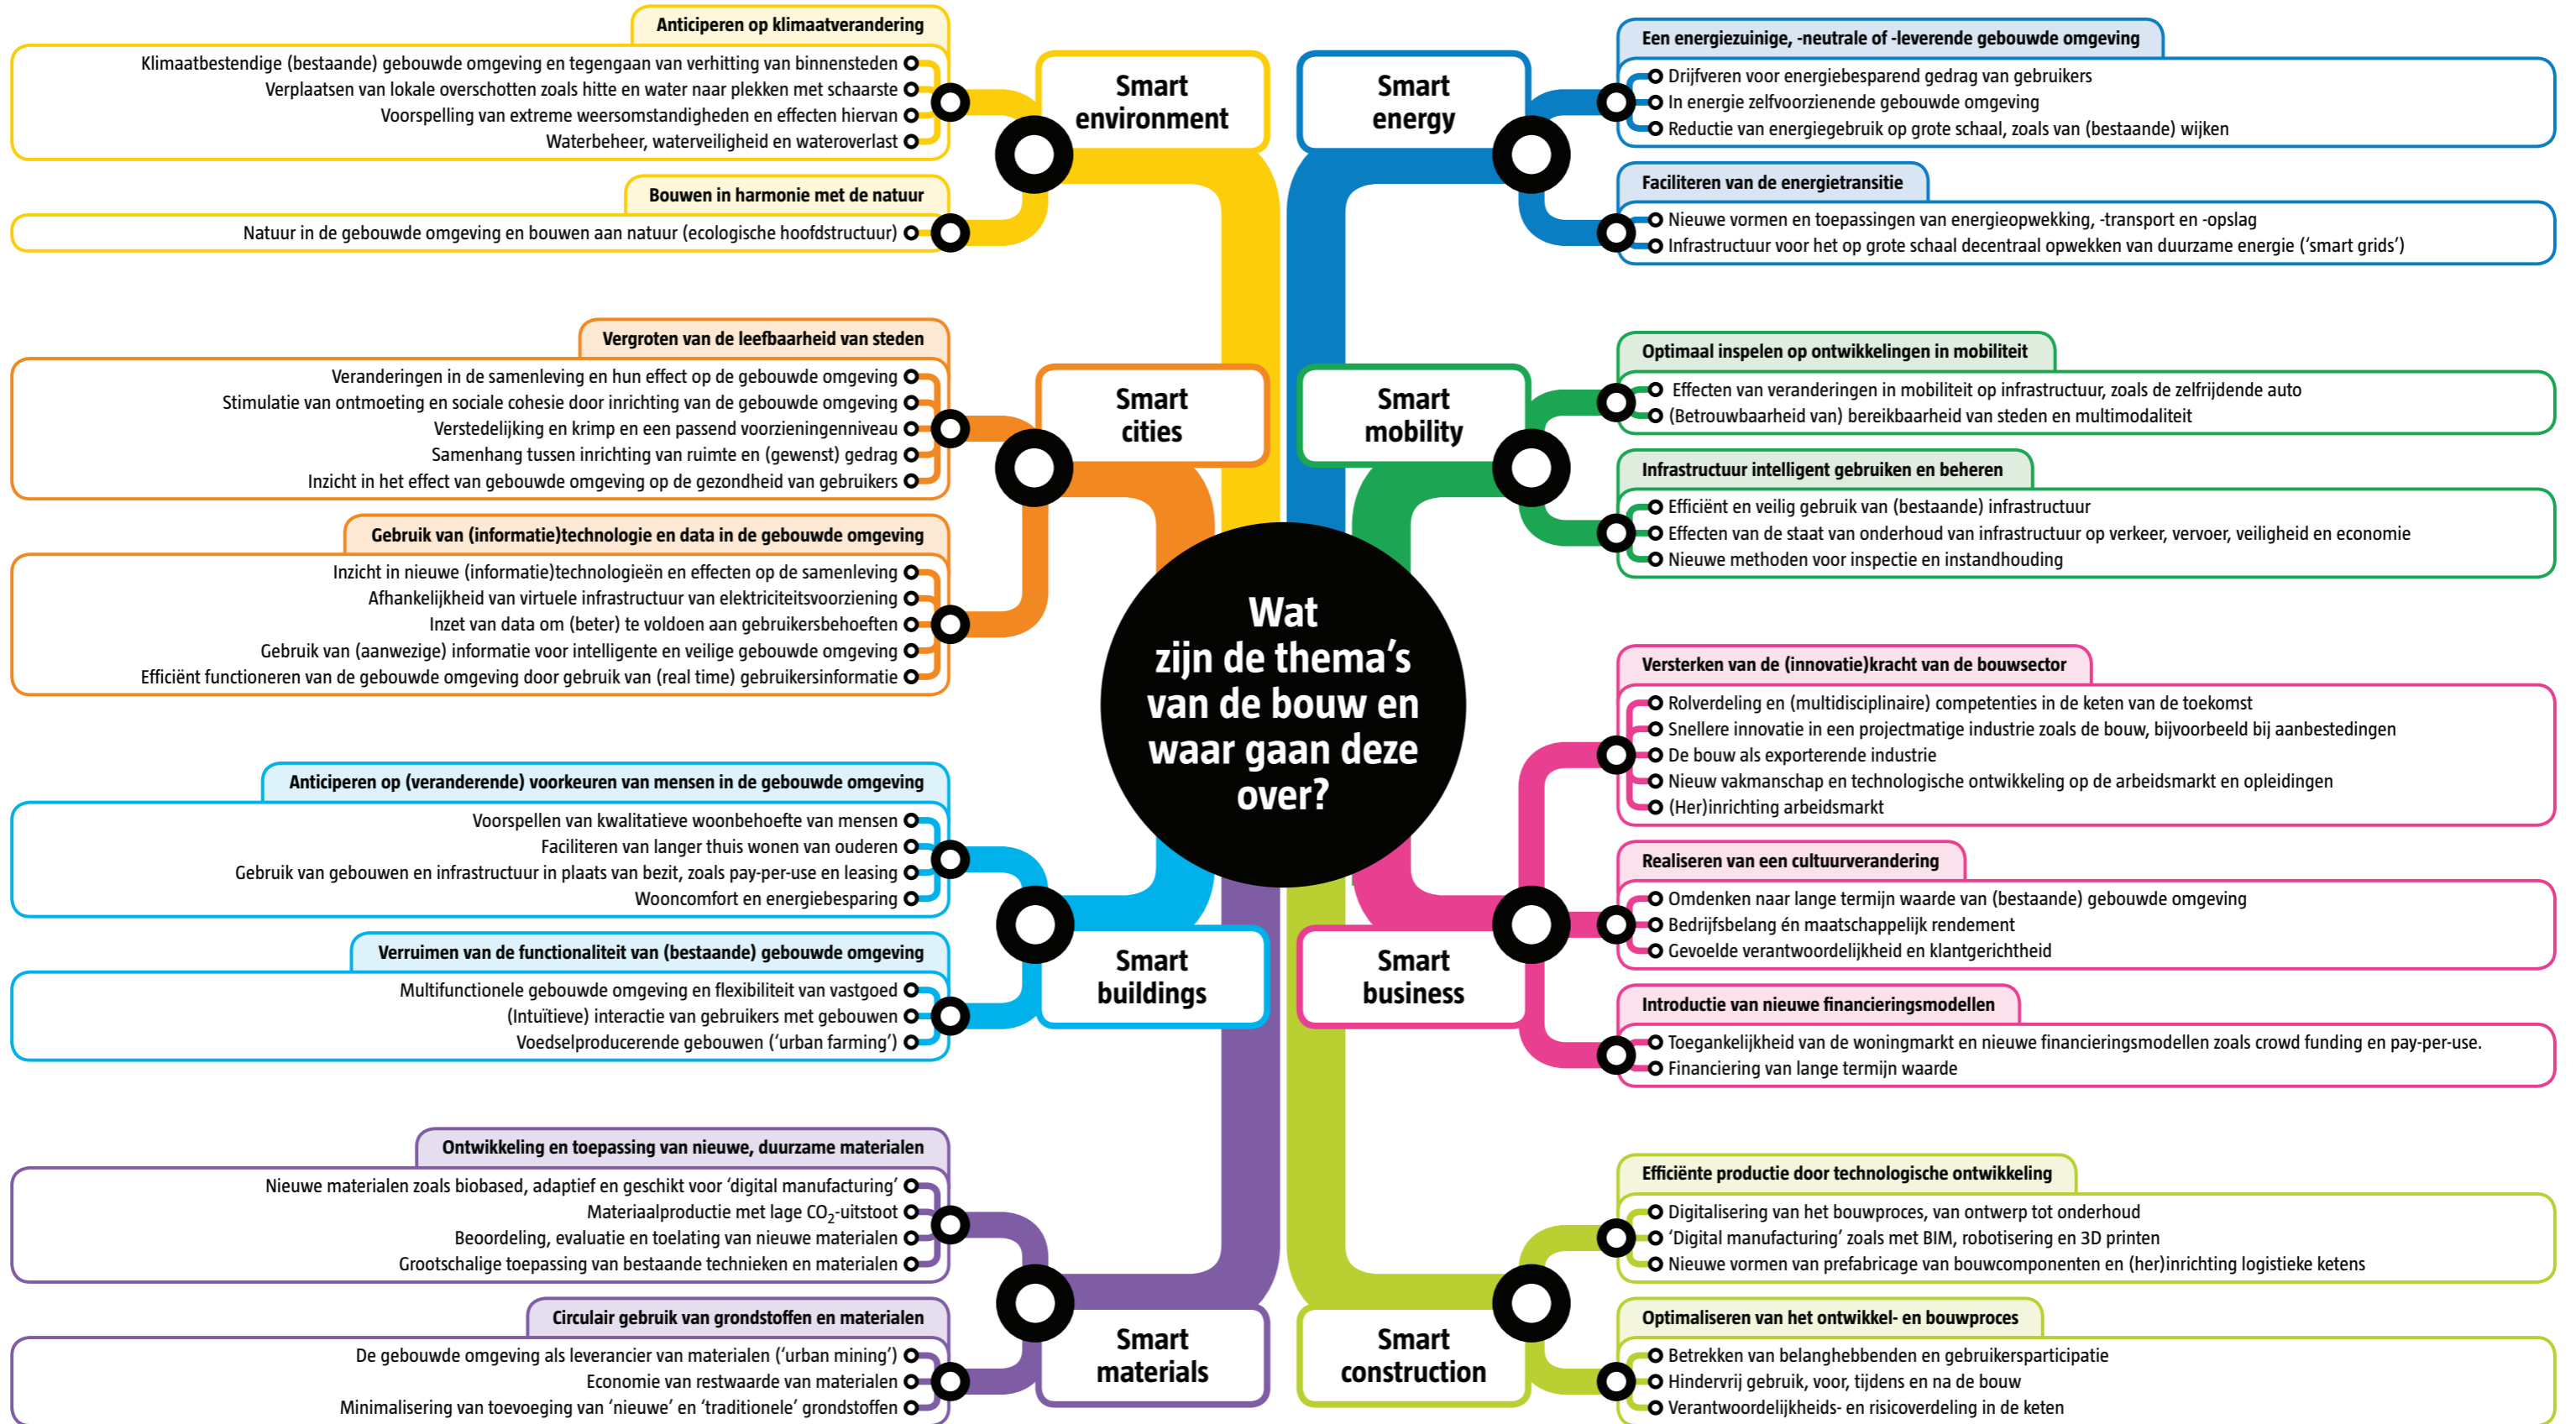 Anticiperen op klimaatverandering
Klimaatbestendige (bestaande) gebouwde omgeving en tegengaan van verhitting van binnensteden
Verplaatsen van lokale overschotten zoals hitte en water naar plekken met schaarste
Voorspelling van extreme weersomstandigheden en effecten hiervan
Waterbeheer, waterveiligheid en wateroverlast
Bouwen in harmonie met de natuur
Natuur in de gebouwde omgeving en bouwen aan natuur (ecologische hoofdstructuur)
Smart
environment
Vergroten van de leefbaarheid van steden
Veranderingen in de samenleving en hun effect op de gebouwde omgeving
Stimulatie van ontmoeting en sociale cohesie door inrichting van de gebouwde omgeving
Verstedelijking en krimp en een passend voorzieningenniveau
Samenhang tussen inrichting van ruimte en (gewenst) gedrag
Inzicht in het effect van gebouwde omgeving op de gezondheid van gebruikers
Gebruik van (informatie)technologie en data in de gebouwde omgeving
Inzicht in nieuwe (informatie)technologieën en effecten op de samenleving
Afhankelijkheid van virtuele infrastructuur van elektriciteitsvoorziening
Inzet van data om (beter) te voldoen aan gebruikersbehoeften
Gebruik van (aanwezige) informatie voor intelligente en veilige gebouwde omgeving
Efficiënt functioneren van de gebouwde omgeving door gebruik van (real time) gebruikersinformatie
Smart
cities
Anticiperen op (veranderende) voorkeuren van mensen in de gebouwde omgeving
Voorspellen van kwalitatieve woonbehoefte van mensen
Faciliteren van langer thuis wonen van ouderen
Gebruik van gebouwen en infrastructuur in plaats van bezit, zoals pay-per-use en leasing
Wooncomfort en energiebesparing
Verruimen van de functionaliteit van (bestaande) gebouwde omgeving
Multifunctionele gebouwde omgeving en flexibiliteit van vastgoed
(Intuïtieve) interactie van gebruikers met gebouwen
Voedselproducerende gebouwen (‘urban farming’)
Smart
buildings
Ontwikkeling en toepassing van nieuwe, duurzame materialen
Nieuwe materialen zoals biobased, adaptief en geschikt voor ‘digital manufacturing’
Materiaalproductie met lage CO₂-uitstoot
Beoordeling, evaluatie en toelating van nieuwe materialen
Grootschalige toepassing van bestaande technieken en materialen
Circulair gebruik van grondstoffen en materialen
De gebouwde omgeving als leverancier van materialen (‘urban mining’)
Economie van restwaarde van materialen
Minimalisering van toevoeging van ‘nieuwe’ en ‘traditionele’ grondstoffen
Smart
materials
Wat
zijn de thema’s
van de bouw en
waar gaan deze
over?
Smart
energy
Een energiezuinige, -neutrale of -leverende gebouwde omgeving
Drijfveren voor energiebesparend gedrag van gebruikers
In energie zelfvoorzienende gebouwde omgeving
Reductie van energiegebruik op grote schaal, zoals van (bestaande) wijken
Faciliteren van de energietransitie
Nieuwe vormen en toepassingen van energieopwekking, -transport en -opslag
Infrastructuur voor het op grote schaal decentraal opwekken van duurzame energie (‘smart grids’)
Smart
mobility
Optimaal inspelen op ontwikkelingen in mobiliteit
Effecten van veranderingen in mobiliteit op infrastructuur, zoals de zelfrijdende auto
(Betrouwbaarheid van) bereikbaarheid van steden en multimodaliteit
Infrastructuur intelligent gebruiken en beheren
Efficiënt en veilig gebruik van (bestaande) infrastructuur
Effecten van de staat van onderhoud van infrastructuur op verkeer, vervoer, veiligheid en economie
Nieuwe methoden voor inspectie en instandhouding
Smart
business
Versterken van de (innovatie)kracht van de bouwsector
Rolverdeling en (multidisciplinaire) competenties in de keten van de toekomst
Snellere innovatie in een projectmatige industrie zoals de bouw, bijvoorbeeld bij aanbestedingen
De bouw als exporterende industrie
Nieuw vakmanschap en technologische ontwikkeling op de arbeidsmarkt en opleidingen
(Her)inrichting arbeidsmarkt
Realiseren van een cultuurverandering
Omdenken naar lange termijn waarde van (bestaande) gebouwde omgeving
Bedrijfsbelang én maatschappelijk rendement
Gevoelde verantwoordelijkheid en klantgerichtheid
Introductie van nieuwe financieringsmodellen
Toegankelijkheid van de woningmarkt en nieuwe financieringsmodellen zoals crowd funding en pay-per-use.
Financiering van lange termijn waarde
Smart
construction
Efficiënte productie door technologische ontwikkeling
Digitalisering van het bouwproces, van ontwerp tot onderhoud
‘Digital manufacturing’ zoals met BIM, robotisering en 3D printen
Nieuwe vormen van prefabricage van bouwcomponenten en (her)inrichting logistieke ketens
Optimaliseren van het ontwikkel- en bouwproces
Betrekken van belanghebbenden en gebruikersparticipatie
Hindervrij gebruik, voor, tijdens en na de bouw
Verantwoordelijkheids- en risicoverdeling in de keten